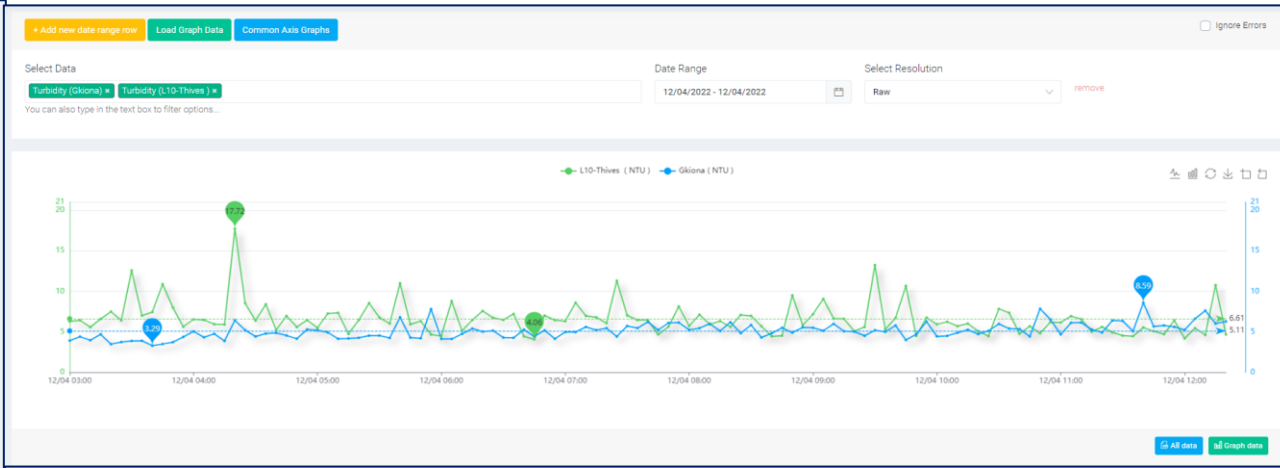 + Add new date range row Load Graph Data Common Axis Graphs Ignore Errors
Select Data Date Range Select Resolution
Turbidity (Gkiona) × Turbidity (L10-Thives ) × 12/04/2022 - 12/04/2022 Raw remove
You can also type in the text box to filter options...
L10-Thives ( NTU ) Gkiona ( NTU )
21 21
20 17.72 20
15 15
10 8.59 10
6.61
5 3.29 4.06 5.11 5
0 0
12/04 03:00 12/04 04:00 12/04 05:00 12/04 06:00 12/04 07:00 12/04 08:00 12/04 09:00 12/04 10:00 12/04 11:00 12/04 12:00
All data Graph data